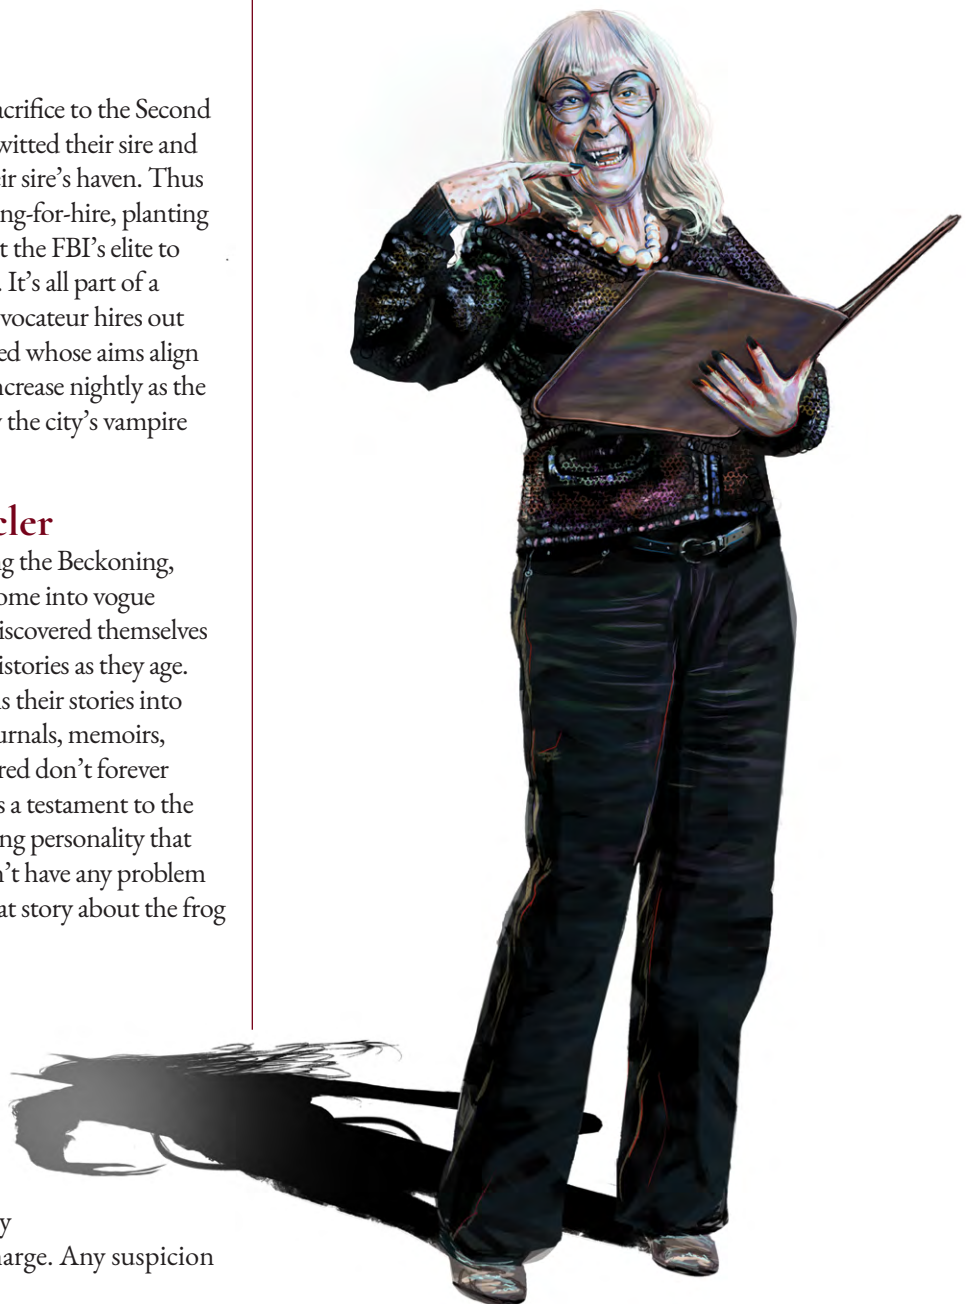 acrifice to the Second
witted their sire and
eir sire’s haven. Thus
ng-for-hire, planting
t the FBI’s elite to
. It’s all part of a
vocateur hires out
ed whose aims align
ncrease nightly as the
y the city’s vampire
cler
g the Beckoning,
ome into vogue
iscovered themselves
istories as they age.
s their stories into
urnals, memoirs,
red don’t forever
s a testament to the
ng personality that
n’t have any problem
at story about the frog
y
harge. Any suspicion